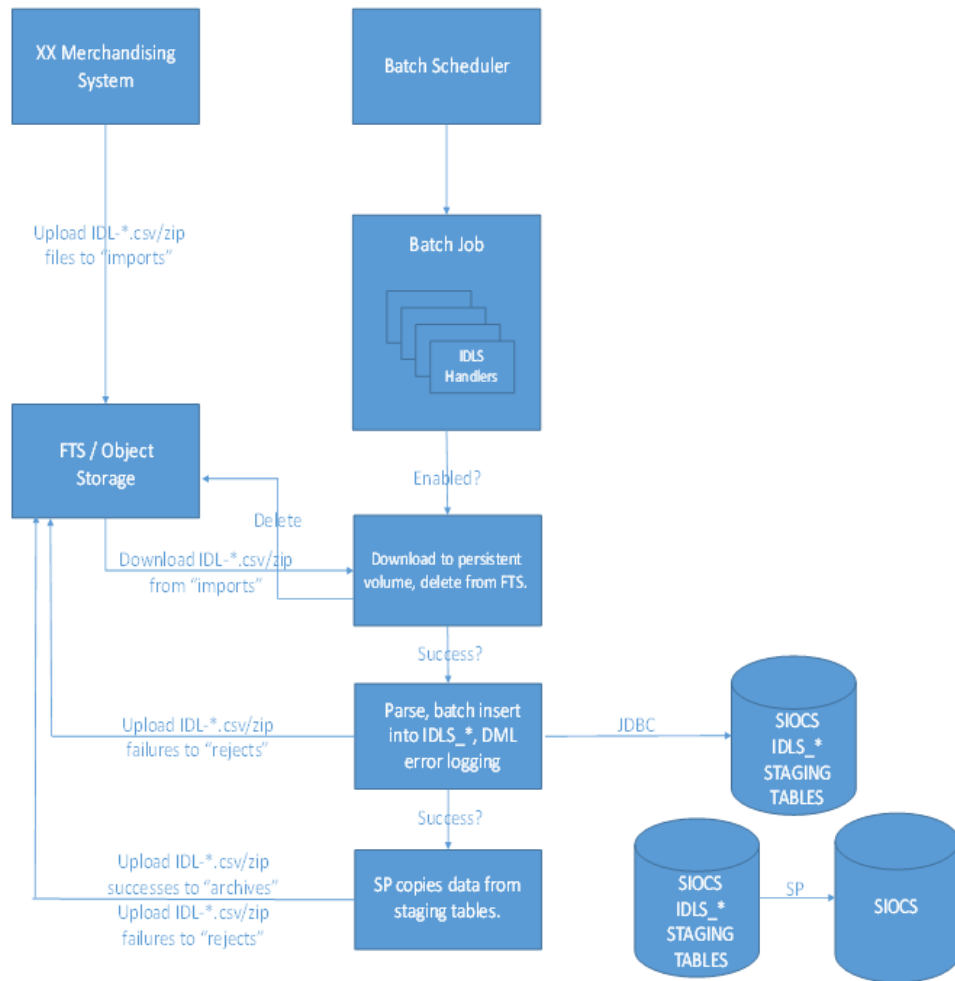 XX Merchandising
System
Batch Scheduler
Upload IDL-*.csv/zip
files to “imports”
Batch Job
IDLS
Handlers
FTS / Object
Storage
Enabled?
Delete
Download IDL-*.csv/zip
from “imports”
Download to persistent
volume, delete from FTS.
Success?
Upload IDL-*.csv/zip
failures to “rejects”
Parse, batch insert
into IDLS_*, DML
error logging
JDBC
SIOCS
IDLS_*
STAGING
TABLES
Success?
Upload IDL-*.csv/zip
successes to “archives”
Upload IDL-*.csv/zip
failures to “rejects”
SP copies data from
staging tables.
SIOCS
IDLS_*
STAGING
TABLES
SP
SIOCS